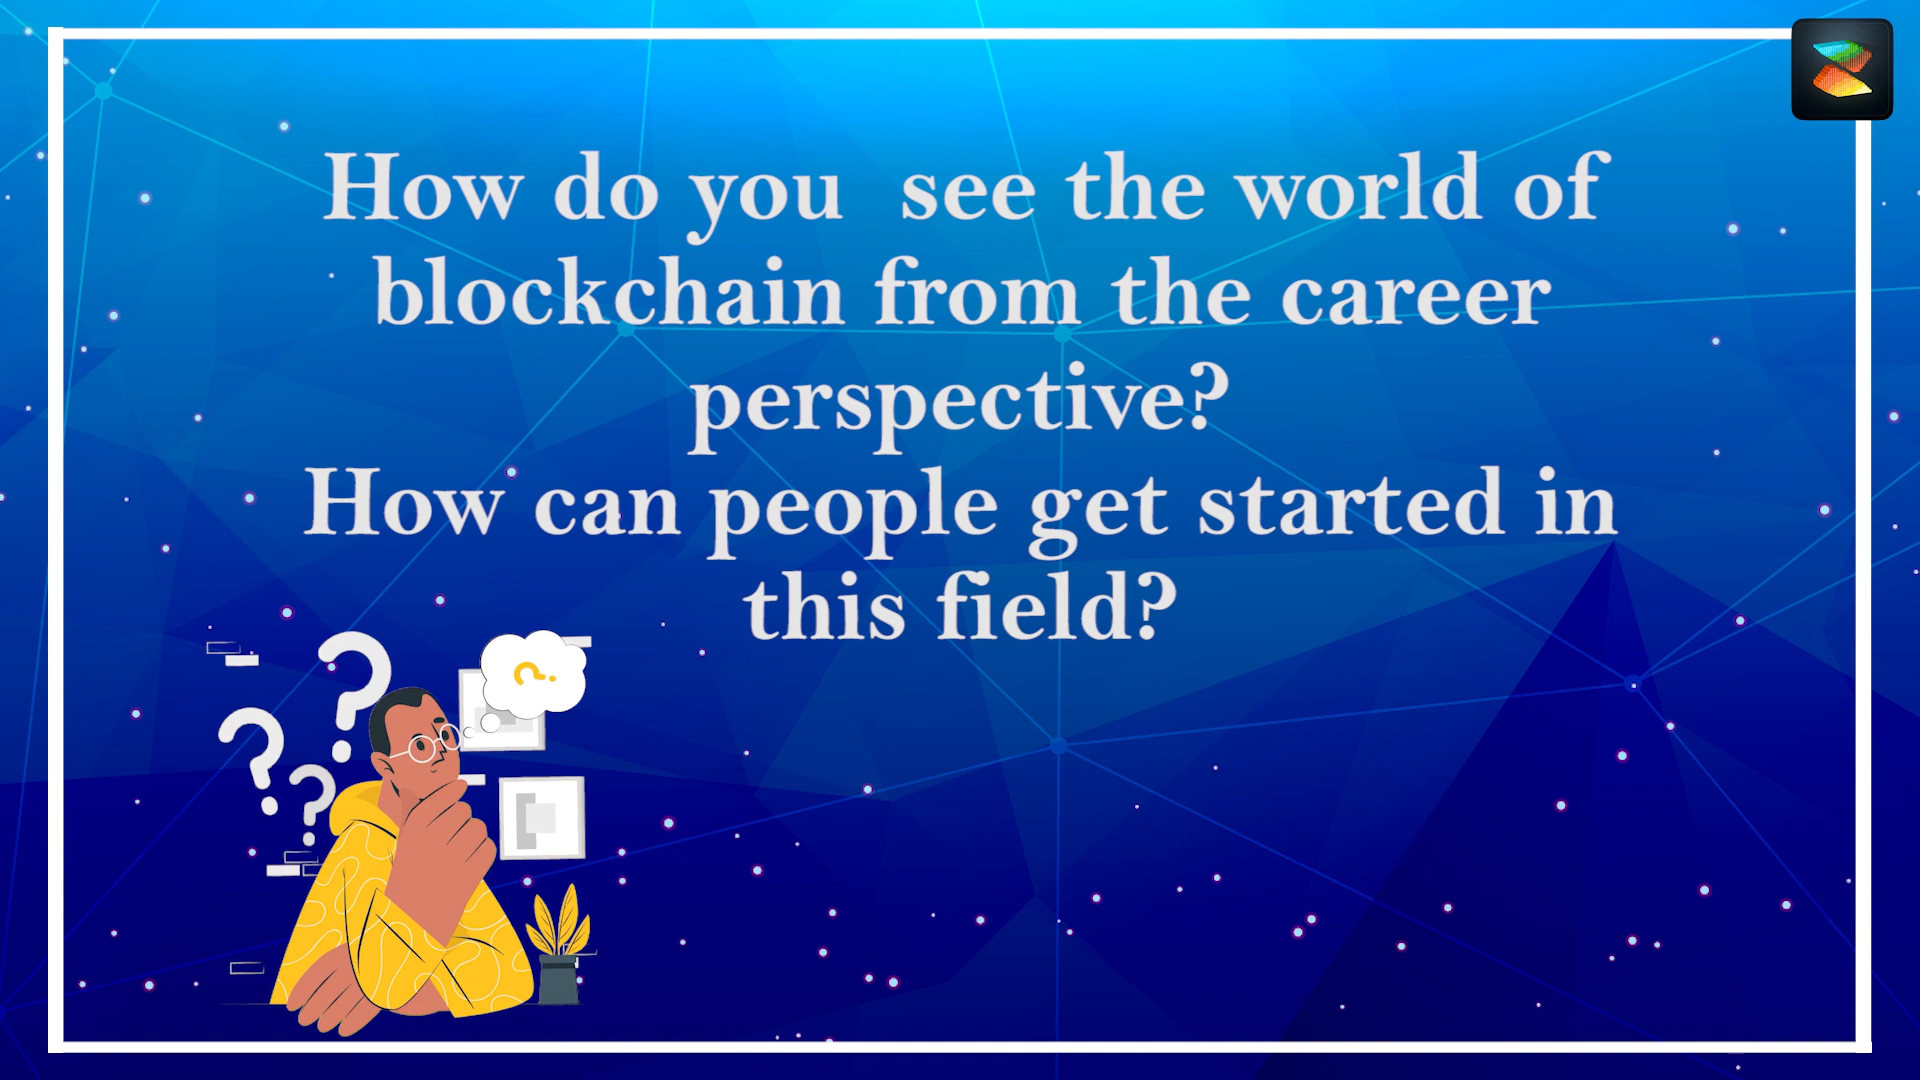 How do you  see the world of
blockchain from the career
perspective?
How can people get started in
this field?